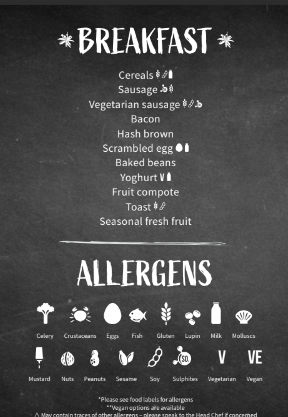 BREAKFAST
Cereals
Sausage
Vegetarian sausage
Bacon
Hash brown
Scrambled egg
Baked beans
Yoghurt V
Fruit compote
Toast
Seasonal fresh fruit
ALLERGENS
Celery Crustaceans Eggs Fish Gluten Lupin Milk Molluscs
SO₂ V VE
Mustard Nuts Peanuts Sesame Soy Sulphites Vegetarian Vegan
*Please see food labels for allergens
**Vegan options are available
⚠ May contain traces of other allergens – please speak to the Head Chef if concerned